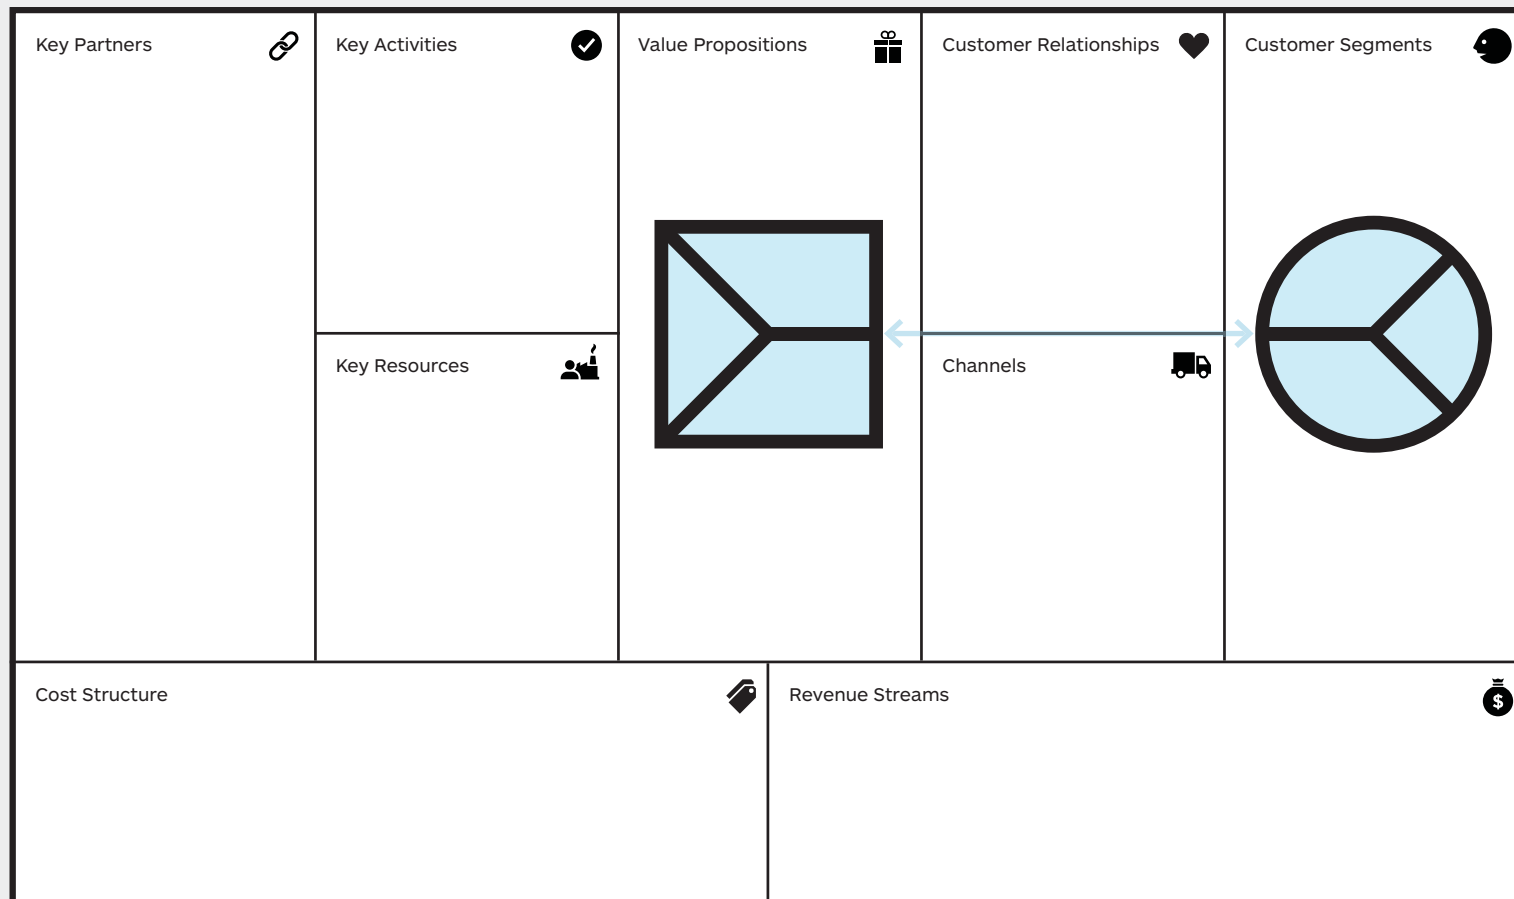 Key Partners
Key Activities
Value Propositions
Customer Relationships
Customer Segments
Key Resources
Channels
Cost Structure
Revenue Streams
$